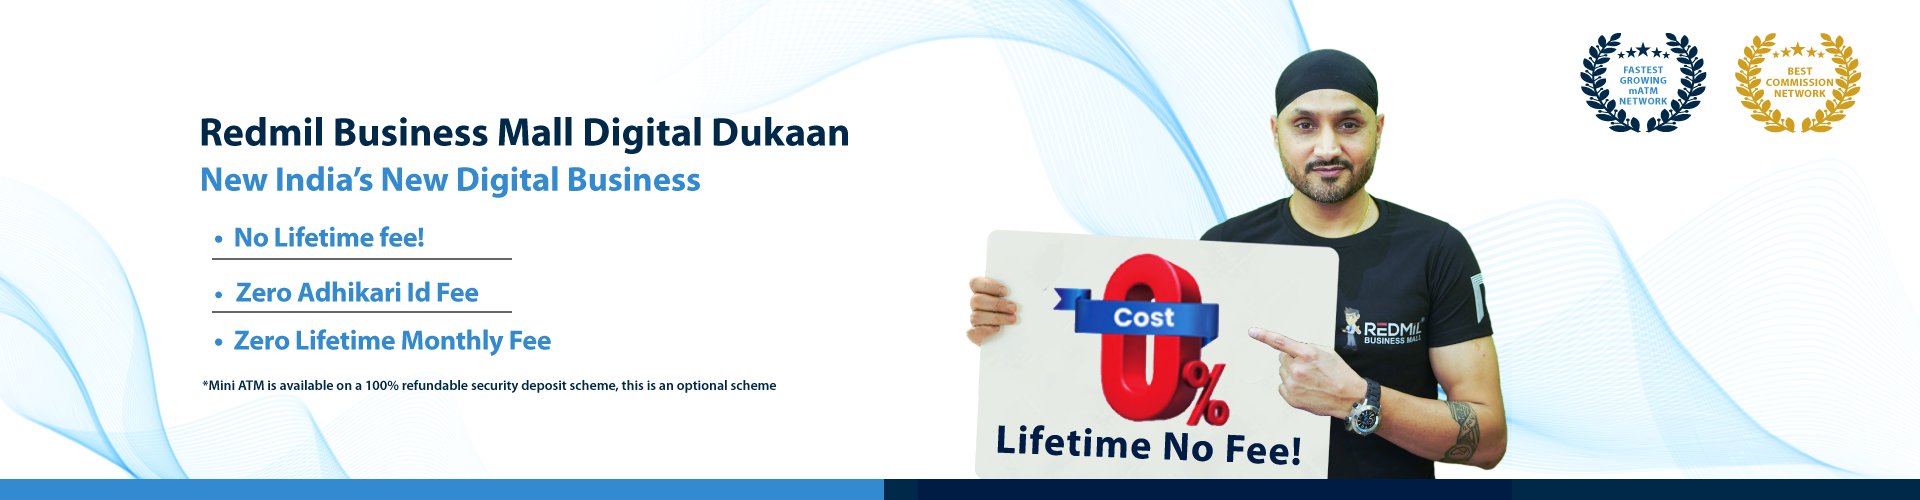 Redmil Business Mall Digital Dukaan
New India's New Digital Business
• No Lifetime fee!
• Zero Adhikari Id Fee
• Zero Lifetime Monthly Fee
*Mini ATM is available on a 100% refundable security deposit scheme, this is an optional scheme
0%
Cost
Lifetime No Fee!
REDMIL
BUSINESS MALL
FASTEST
GROWING
mATM
NETWORK
BEST
COMMISSION
NETWORK